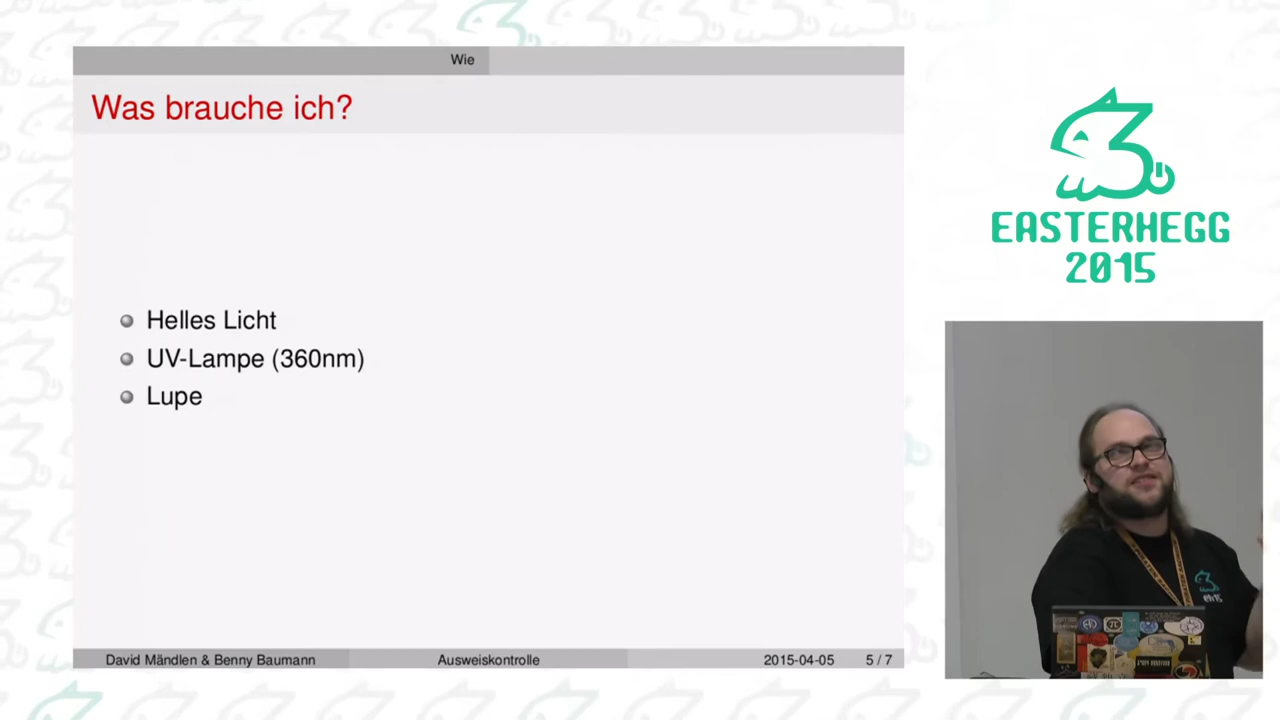 Wie
Was brauche ich?
Helles Licht
UV-Lampe (360nm)
Lupe
David Mändlen & Benny Baumann Ausweiskontrolle 2015-04-05 5 / 7
EASTERHEGG
2015
eh15